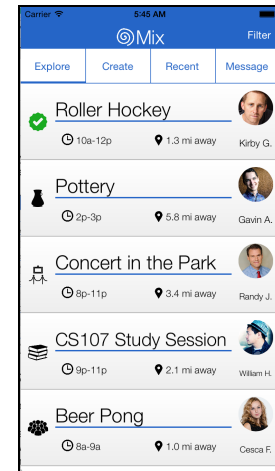 Carrier 5:45 AM
Mix Filter
Explore Create Recent Message
Roller Hockey
10a-12p 1.3 mi away Kirby G.
Pottery
2p-3p 5.8 mi away Gavin A.
Concert in the Park
8p-11p 3.4 mi away Randy J.
CS107 Study Session
9p-11p 2.1 mi away William H.
Beer Pong
8a-9a 1.0 mi away Cesca F.